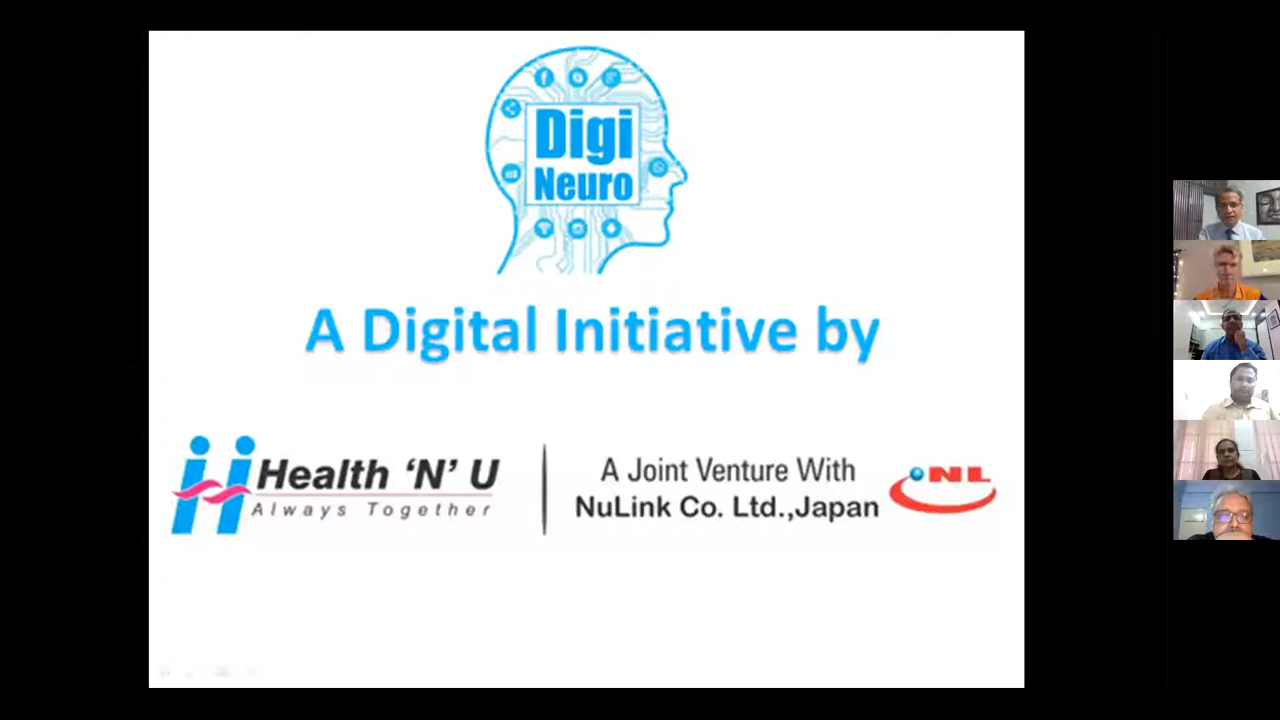 Digi
Neuro
A Digital Initiative by
Health ‘N’ U
Always Together
A Joint Venture With
NuLink Co. Ltd.,Japan
NL